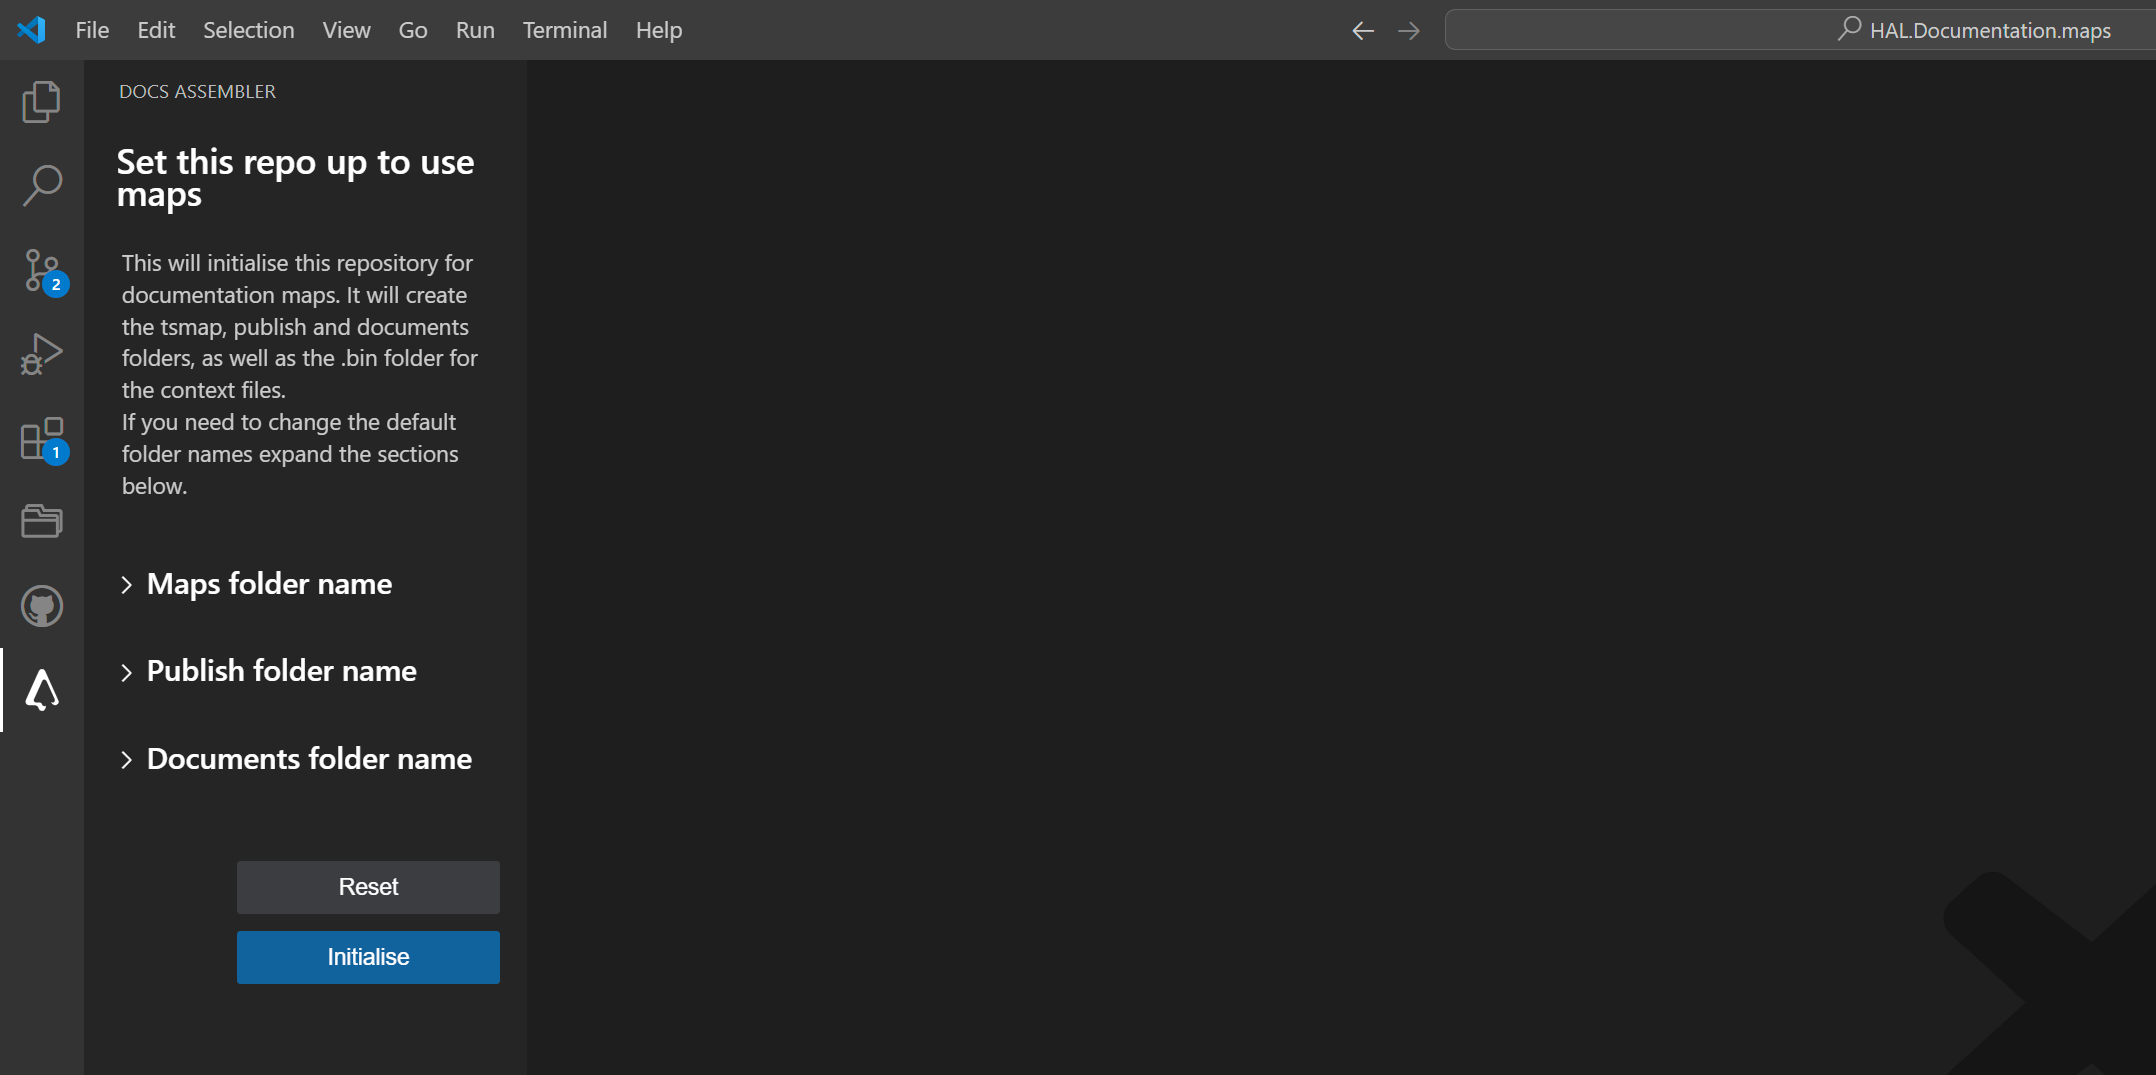 File Edit Selection View Go Run Terminal Help
HAL.Documentation.maps
DOCS ASSEMBLER
Set this repo up to use
maps
This will initialise this repository for
documentation maps. It will create
the tsmap, publish and documents
folders, as well as the .bin folder for
the context files.
If you need to change the default
folder names expand the sections
below.
2
1
Maps folder name
Publish folder name
Documents folder name
Reset
Initialise